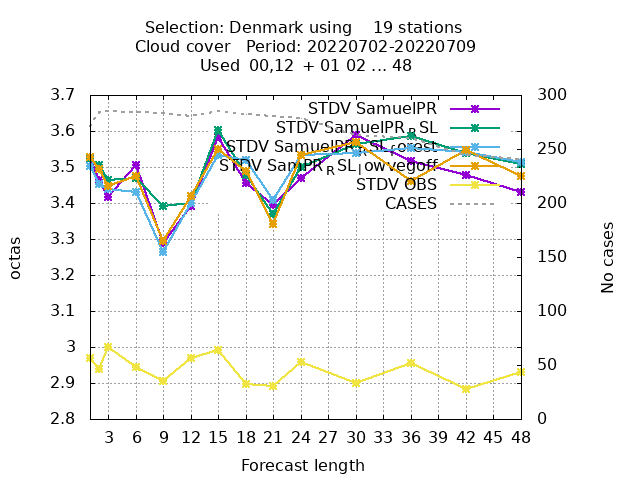 Selection: Denmark using 19 stations
Cloud cover Period: 20220702-20220709
Used 00,12 + 01 02 ... 48
3.7
3.6
3.5
3.4
3.3
3.2
3.1
3
2.9
2.8
octas
300
250
200
150
100
50
0
No cases
STDV SamuelPR
STDV SamuelPR_RSL
STDV SamPR_RSL_lowvegoff
STDV OBS
CASES
3 6 9 12 15 18 21 24 27 30 33 36 39 42 45 48
Forecast length